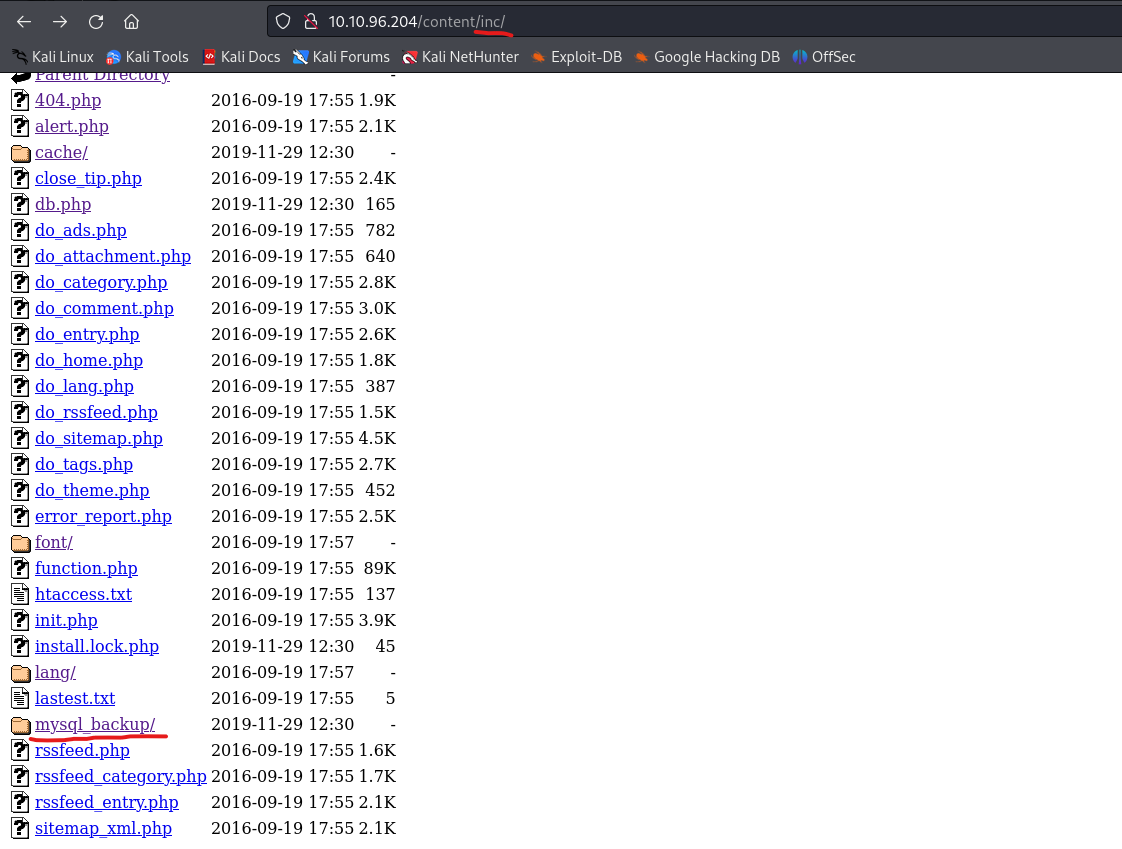 10.10.96.204/content/inc/
Kali Linux Kali Tools Kali Docs Kali Forums Kali NetHunter Exploit-DB Google Hacking DB OffSec
Parent Directory -
404.php 2016-09-19 17:55 1.9K
alert.php 2016-09-19 17:55 2.1K
cache/ 2019-11-29 12:30 -
close_tip.php 2016-09-19 17:55 2.4K
db.php 2019-11-29 12:30 165
do_ads.php 2016-09-19 17:55 782
do_attachment.php 2016-09-19 17:55 640
do_category.php 2016-09-19 17:55 2.8K
do_comment.php 2016-09-19 17:55 3.0K
do_entry.php 2016-09-19 17:55 2.6K
do_home.php 2016-09-19 17:55 1.8K
do_lang.php 2016-09-19 17:55 387
do_rssfeed.php 2016-09-19 17:55 1.5K
do_sitemap.php 2016-09-19 17:55 4.5K
do_tags.php 2016-09-19 17:55 2.7K
do_theme.php 2016-09-19 17:55 452
error_report.php 2016-09-19 17:55 2.5K
font/ 2016-09-19 17:57 -
function.php 2016-09-19 17:55 89K
htaccess.txt 2016-09-19 17:55 137
init.php 2016-09-19 17:55 3.9K
install.lock.php 2019-11-29 12:30 45
lang/ 2016-09-19 17:57 -
lastest.txt 2016-09-19 17:55 5
mysql_backup/ 2019-11-29 12:30 -
rssfeed.php 2016-09-19 17:55 1.6K
rssfeed_category.php 2016-09-19 17:55 1.7K
rssfeed_entry.php 2016-09-19 17:55 2.1K
sitemap_xml.php 2016-09-19 17:55 2.1K